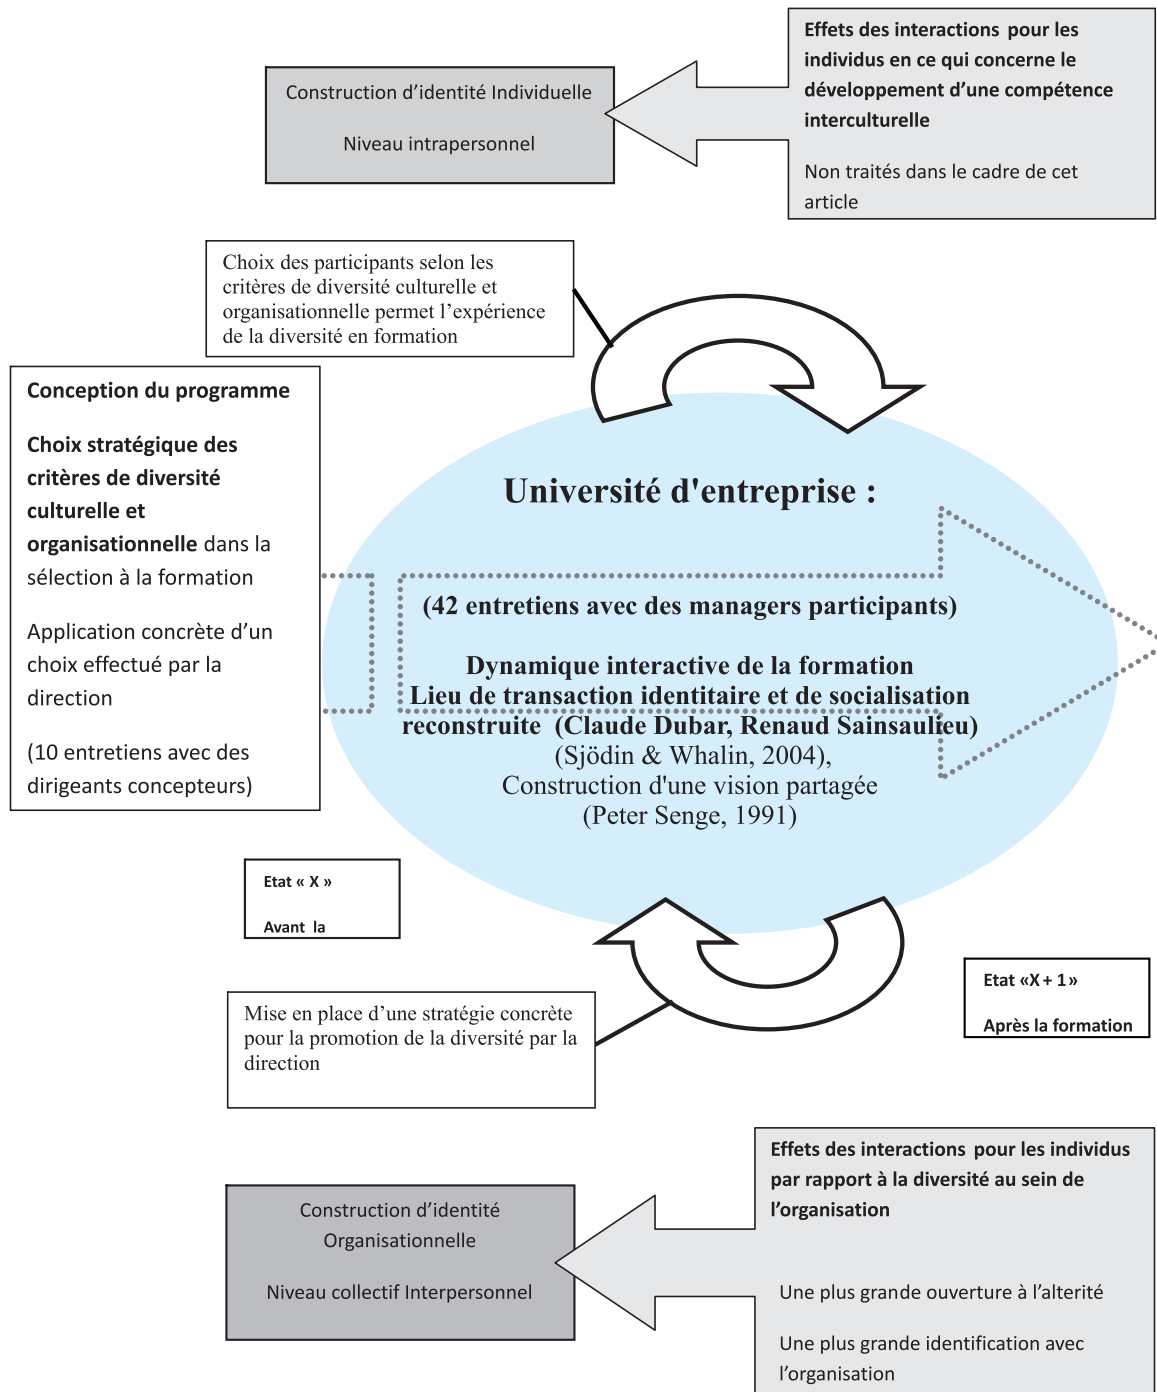 Effets des interactions pour les
individus en ce qui concerne le
développement d'une compétence
interculturelle
Non traités dans le cadre de cet
article
Construction d'identité Individuelle
Niveau intrapersonnel
Choix des participants selon les
critères de diversité culturelle et
organisationnelle permet l'expérience
de la diversité en formation
Conception du programme
Choix stratégique des
critères de diversité
culturelle et
organisationnelle dans la
sélection à la formation
Application concrète d'un
choix effectué par la
direction
(10 entretiens avec des
dirigeants concepteurs)
Université d'entreprise :
(42 entretiens avec des managers participants)
Dynamique interactive de la formation
Lieu de transaction identitaire et de socialisation
reconstruite (Claude Dubar, Renaud Sainsaulieu)
(Sjödin & Whalin, 2004),
Construction d'une vision partagée
(Peter Senge, 1991)
Etat « X »
Avant la
Etat «X + 1»
Après la formation
Mise en place d'une stratégie concrète
pour la promotion de la diversité par la
direction
Effets des interactions pour les individus
par rapport à la diversité au sein de
l'organisation
Une plus grande ouverture à l'alterité
Une plus grande identification avec
l'organisation
Construction d'identité
Organisationnelle
Niveau collectif Interpersonnel